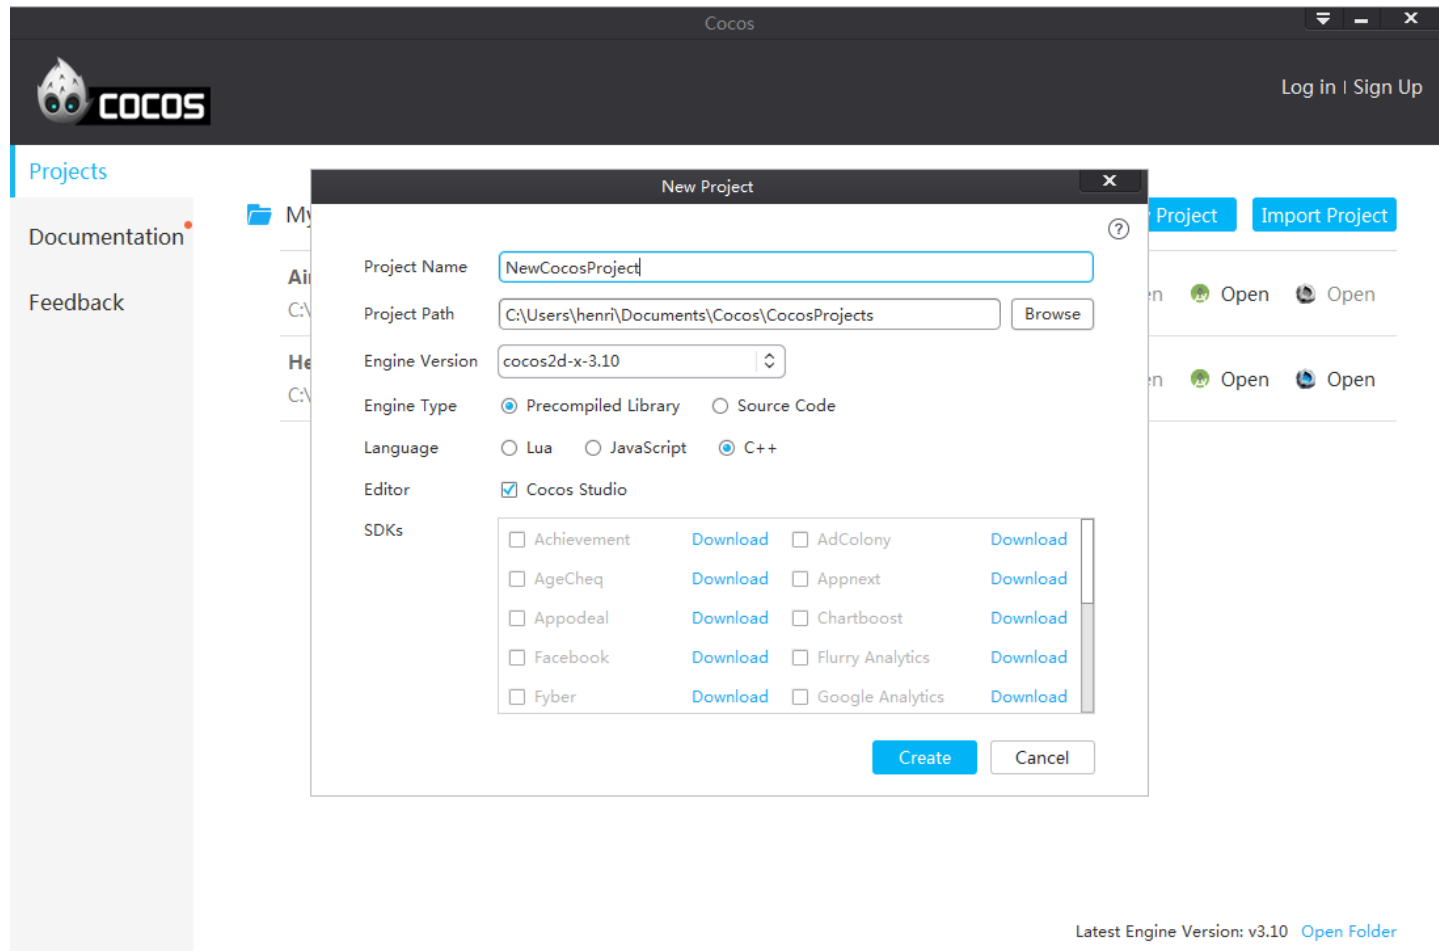 Cocos
COCOS
Log in | Sign Up
Projects
Documentation
Feedback
My
Project
Import Project
Open
Open
Open
Open
New Project
Project Name
NewCocosProject
Project Path
C:\Users\henri\Documents\Cocos\CocosProjects
Browse
Engine Version
cocos2d-x-3.10
Engine Type
Precompiled Library
Source Code
Language
Lua
JavaScript
C++
Editor
Cocos Studio
SDKs
Achievement Download AdColony Download
AgeCheq Download Appnext Download
Appodeal Download Chartboost Download
Facebook Download Flurry Analytics Download
Fyber Download Google Analytics Download
Create
Cancel
Latest Engine Version: v3.10 Open Folder